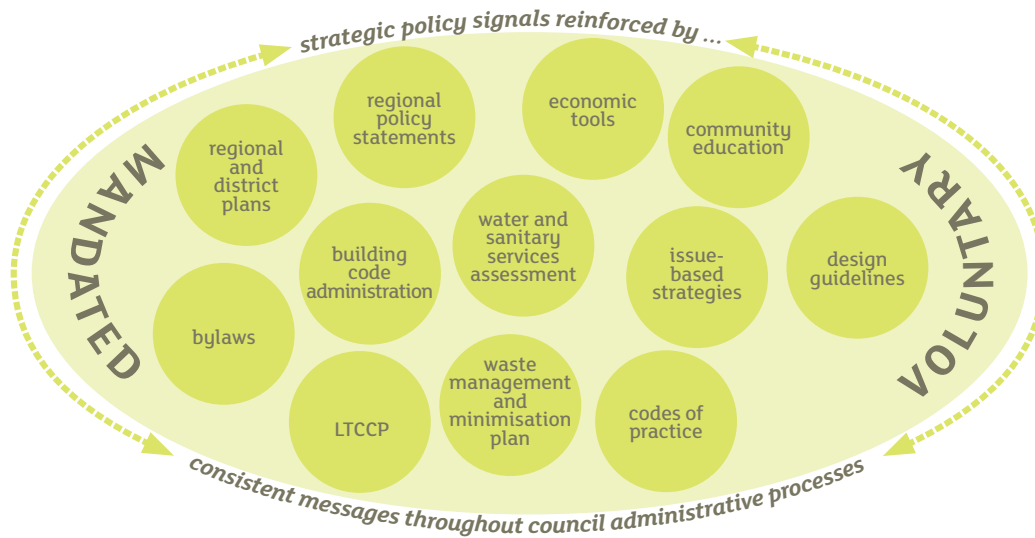 strategic policy signals reinforced by ...
MANDATED
VOLUNTARY
regional
and
district
plans
regional
policy
statements
economic
tools
community
education
building
code
administration
water and
sanitary
services
assessment
issue-
based
strategies
design
guidelines
bylaws
LTCCP
waste
management
and
minimisation
plan
codes of
practice
consistent messages throughout council administrative processes